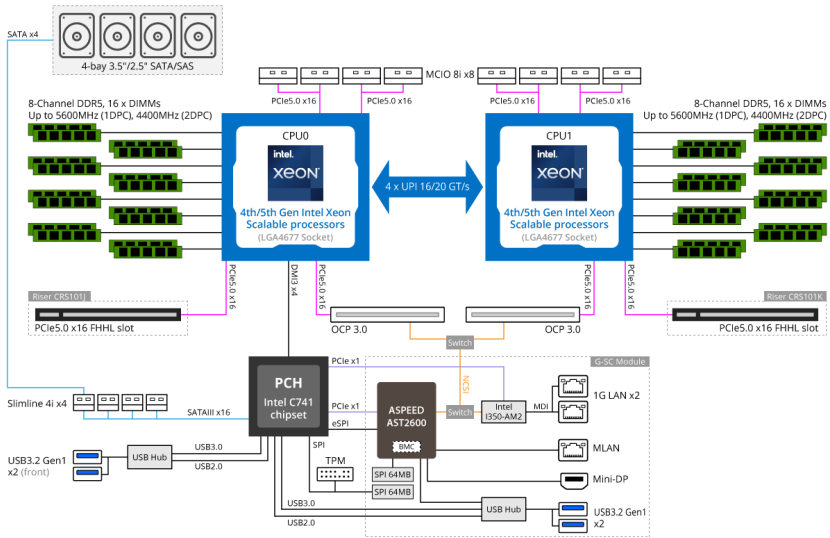 SATA x4
4-bay 3.5"/2.5" SATA/SAS
MCIO 8i x8
PCIe5.0 x16
PCIe5.0 x16
PCIe5.0 x16
PCIe5.0 x16
8-Channel DDR5, 16 x DIMMs
Up to 5600MHz (1DPC), 4400MHz (2DPC)
8-Channel DDR5, 16 x DIMMs
Up to 5600MHz (1DPC), 4400MHz (2DPC)
CPU0
intel.
xeon
4th/5th Gen Intel Xeon
Scalable processors
(LGA4677 Socket)
4 x UPI 16/20 GT/s
CPU1
intel.
xeon
4th/5th Gen Intel Xeon
Scalable processors
(LGA4677 Socket)
PCIe5.0 x16
DMI3 x4
PCIe5.0 x16
PCIe5.0 x16
PCIe5.0 x16
Riser CRS101J
PCIe5.0 x16 FHHL slot
OCP 3.0
OCP 3.0
Riser CRS101K
PCIe5.0 x16 FHHL slot
Switch
G-SC Module
PCH
Intel C741
chipset
PCIe x1
PCIe x1
eSPI
SPI
NCSI
ASPEED
AST2600
BMC
Switch
Intel
I350-AM2
MDI
1G LAN x2
MLAN
Mini-DP
Slimline 4i x4
SATAIII x16
USB3.2 Gen1
x2 (front)
USB Hub
USB3.0
USB2.0
TPM
SPI 64MB
SPI 64MB
USB3.0
USB2.0
USB Hub
USB3.2 Gen1
x2